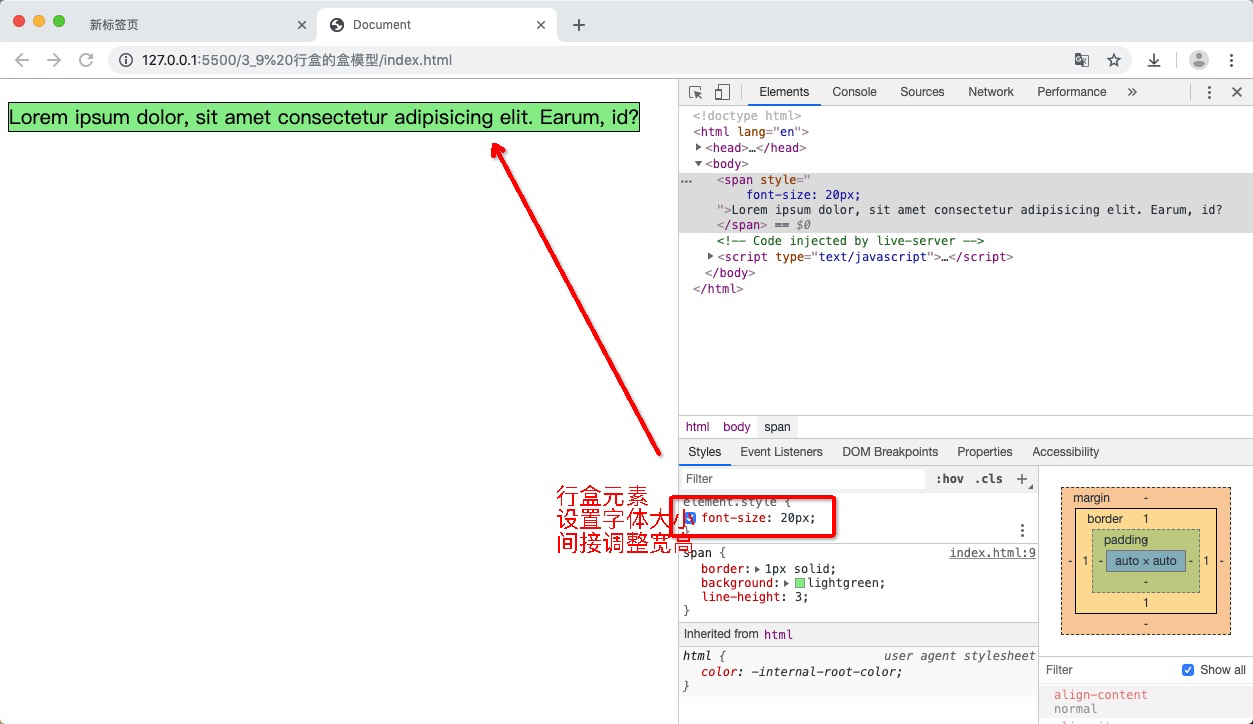 新标签页
Document
127.0.0.1:5500/3_9%20行盒的盒模型/index.html
Lorem ipsum dolor, sit amet consectetur adipisicing elit. Earum, id?
Elements Console Sources Network Performance »
<!doctype html>
<html lang="en">
<head>…</head>
<body>
<span style="
font-size: 20px;
">Lorem ipsum dolor, sit amet consectetur adipisicing elit. Earum, id?
</span> == $0
<!-- Code injected by live-server -->
<script type="text/javascript">…</script>
</body>
</html>
html body span
Styles Event Listeners DOM Breakpoints Properties Accessibility
Filter :hov .cls +
element.style {
font-size: 20px;
}
行盒元素
设置字体大小
间接调整宽高
span { index.html:9
border: 1px solid;
background: lightgreen;
line-height: 3;
}
Inherited from html
html { user agent stylesheet
color: -internal-root-color;
}
margin -
border 1
padding -
- 1 - auto × auto - 1 -
-
1
-
Filter Show all
align-content
normal